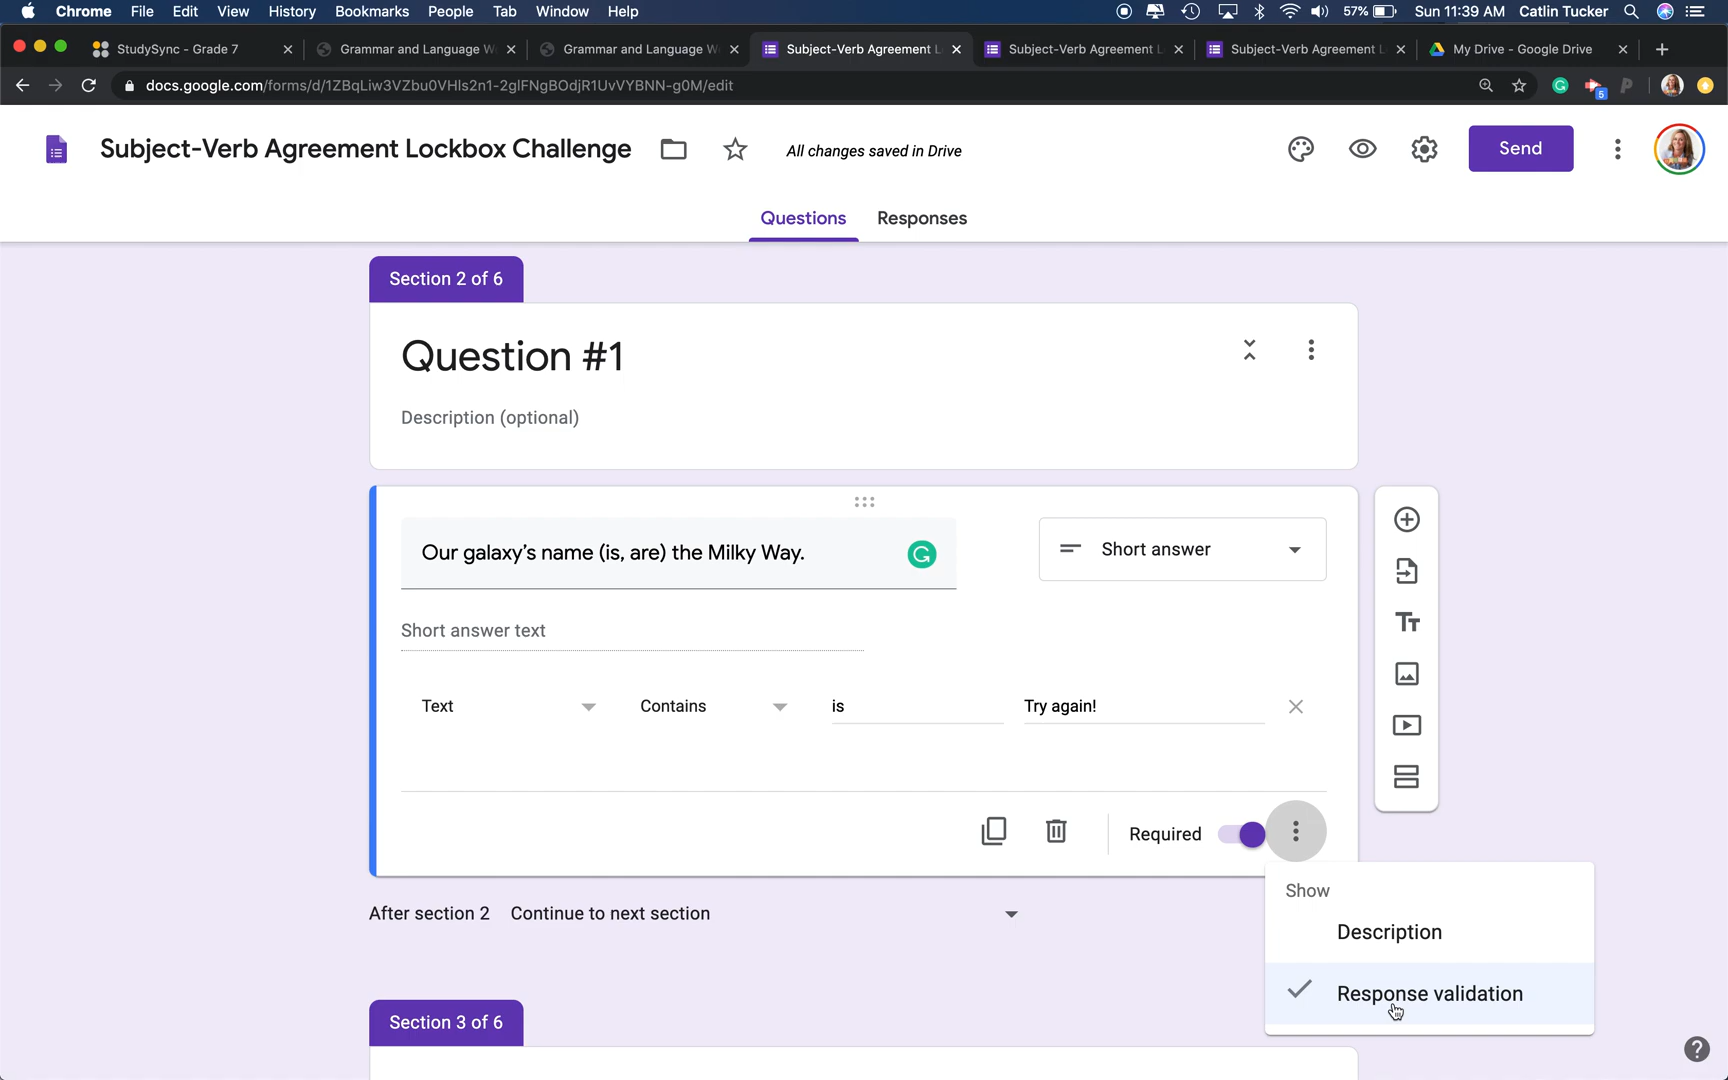 Chrome File Edit View History Bookmarks People Tab Window Help 57% Sun 11:39 AM Catlin Tucker
StudySync - Grade 7 Grammar and Language W Grammar and Language W Subject-Verb Agreement L Subject-Verb Agreement L Subject-Verb Agreement L My Drive - Google Drive
docs.google.com/forms/d/1ZBqLiw3VZbu0VHIs2n1-2glFNgBOdjR1UvVYBNN-g0M/edit 5
Subject-Verb Agreement Lockbox Challenge All changes saved in Drive Send
Questions Responses
Section 2 of 6
Question #1
Description (optional)
Our galaxy's name (is, are) the Milky Way. Short answer
Short answer text
Text Contains is Try again!
Required
Show
After section 2 Continue to next section
Description
Response validation
Section 3 of 6